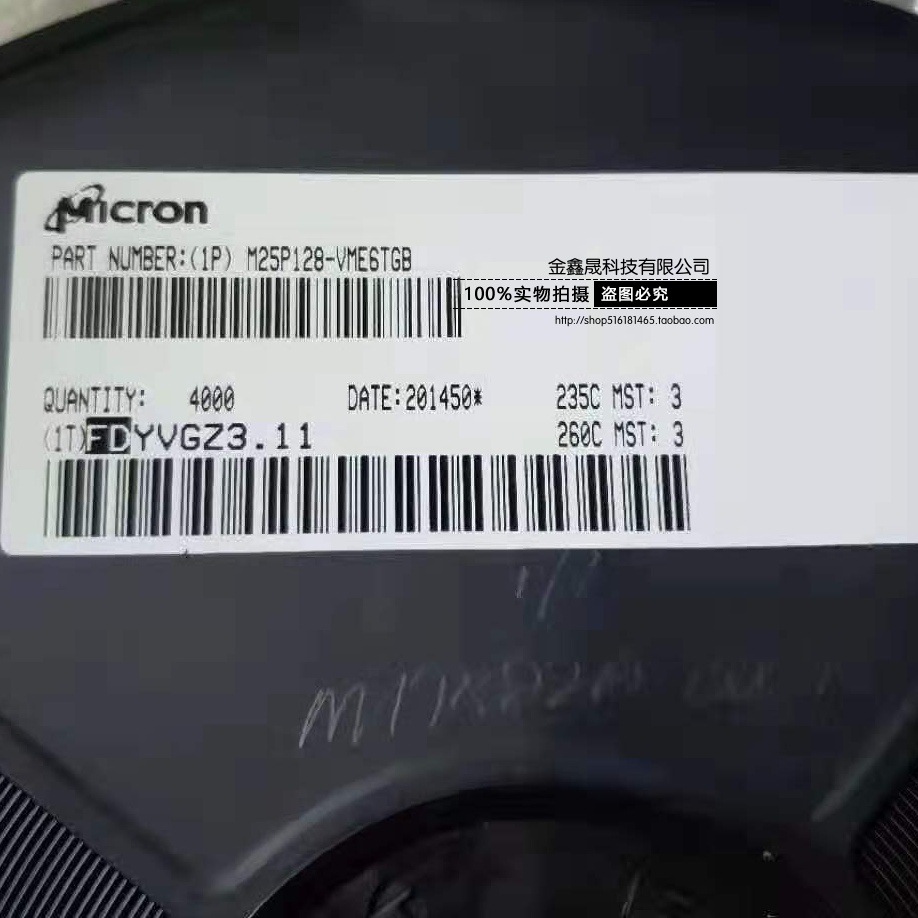 Micron
PART NUMBER:(1P) M25P128-VME6TGB
金鑫晟科技有限公司
100%实物拍摄 盗图必究
http://shop516181465.taobao.com
QUANTITY: 4000 DATE:201450* 235C MST: 3
(1T)FDYVGZ3.11 260C MST: 3